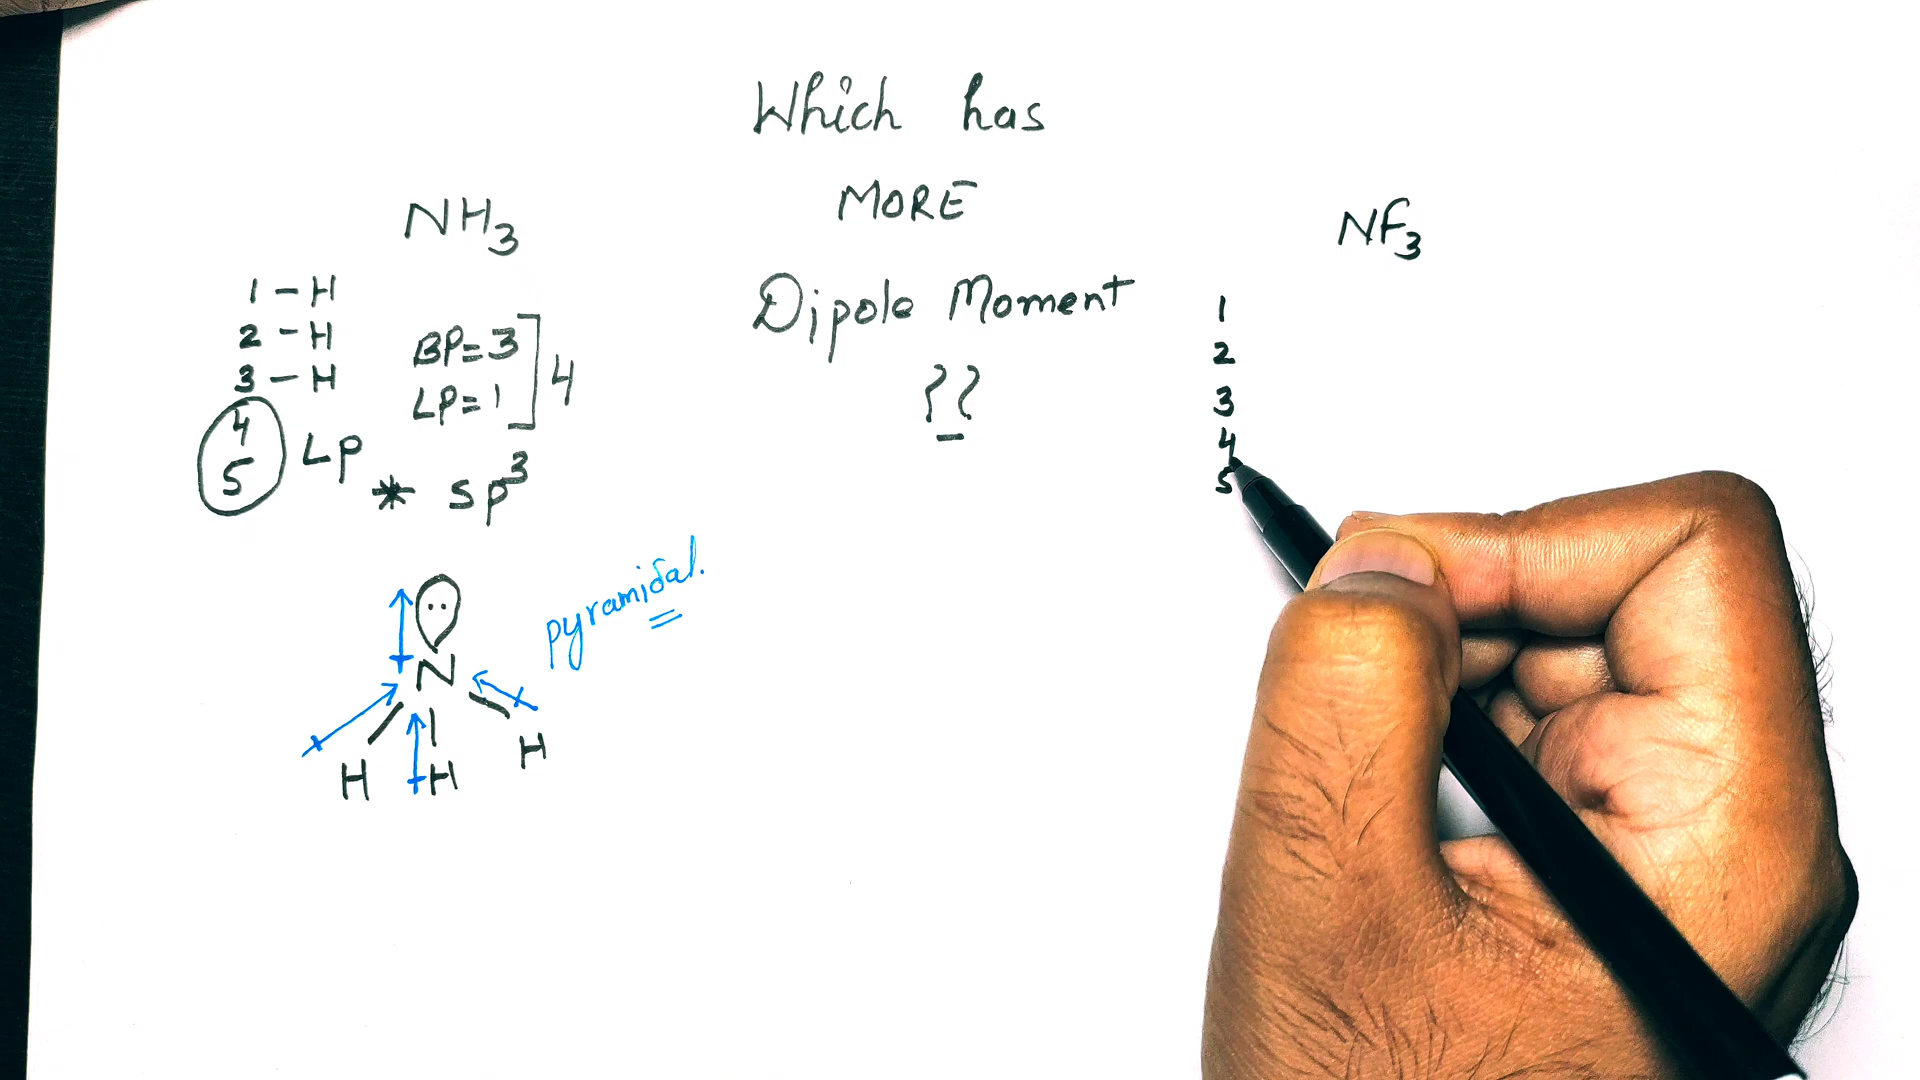 Which has
MORE
Dipole Moment
??
NH3
1 - H
2 - H
3 - H
4
5
LP
BP=3
LP=1
4
* sp3
pyramidal.
N
H
H
H
NF3
1
2
3
4
5